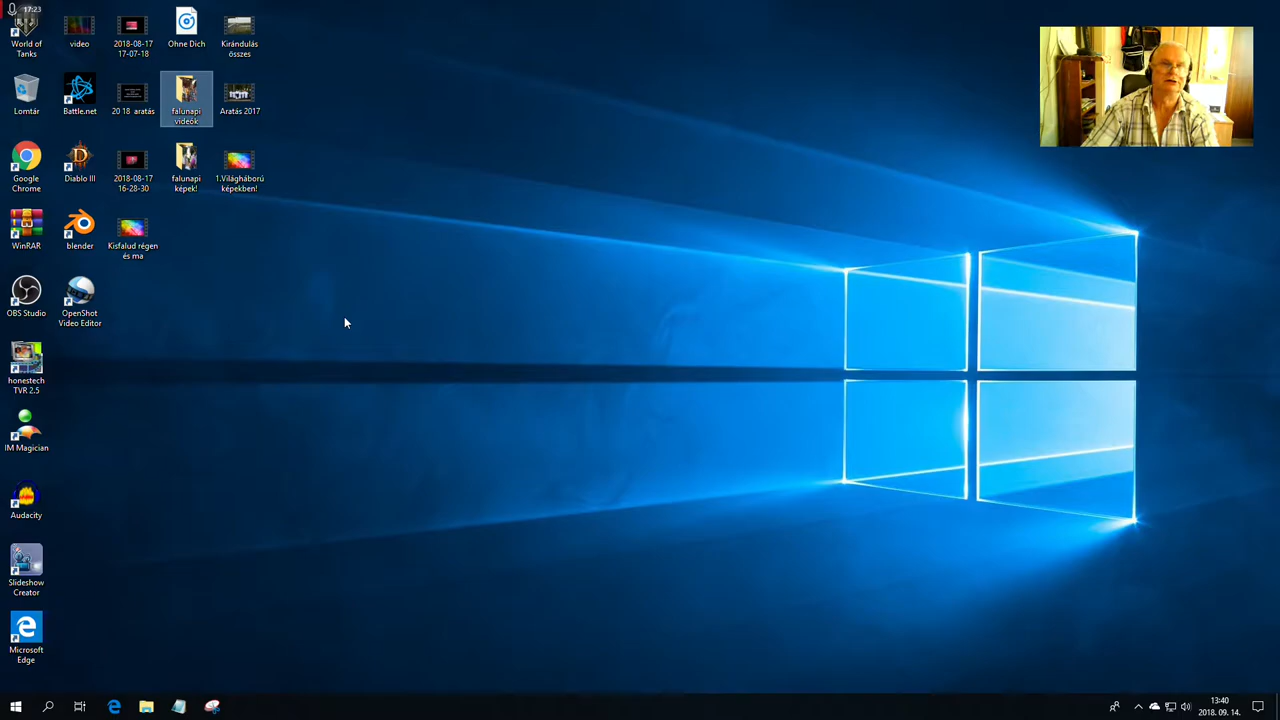 17:23
World of
Tanks
video
2018-08-17
17-07-18
Ohne Dich
Kirándulás
összes
Lomtár
Battle.net
20 18 aratás
falunapi
videók
Aratás 2017
Google
Chrome
Diablo III
2018-08-17
16-28-30
falunapi
képek!
1.Világháború
képekben!
WinRAR
blender
Kisfalud régen
és ma
OBS Studio
OpenShot
Video Editor
honestech
TVR 2.5
IM Magician
Audacity
Slideshow
Creator
Microsoft
Edge
13:40
2018. 09. 14.